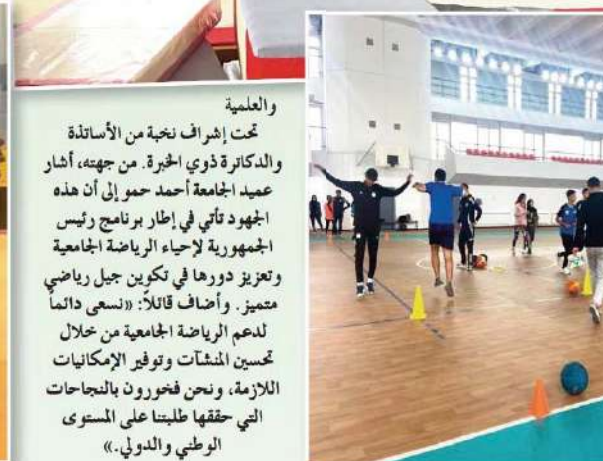 والعلمية
تحت إشراف نخبة من الأساتذة
والدكاترة ذوي الخبرة. من جهته، أشار
عميد الجامعة أحمد حمو إلى أن هذه
الجهود تأتي في إطار برنامج رئيس
الجمهورية لإحياء الرياضة الجامعية
وتعزيز دورها في تكوين جيل رياضي
متميز. وأضاف قائلاً: «نسعى دائماً
لدعم الرياضة الجامعية من خلال
تحسين المنشآت وتوفير الإمكانيات
اللازمة، ونحن فخورون بالنجاحات
التي حققها طلبتنا على المستوى
الوطني والدولي.»